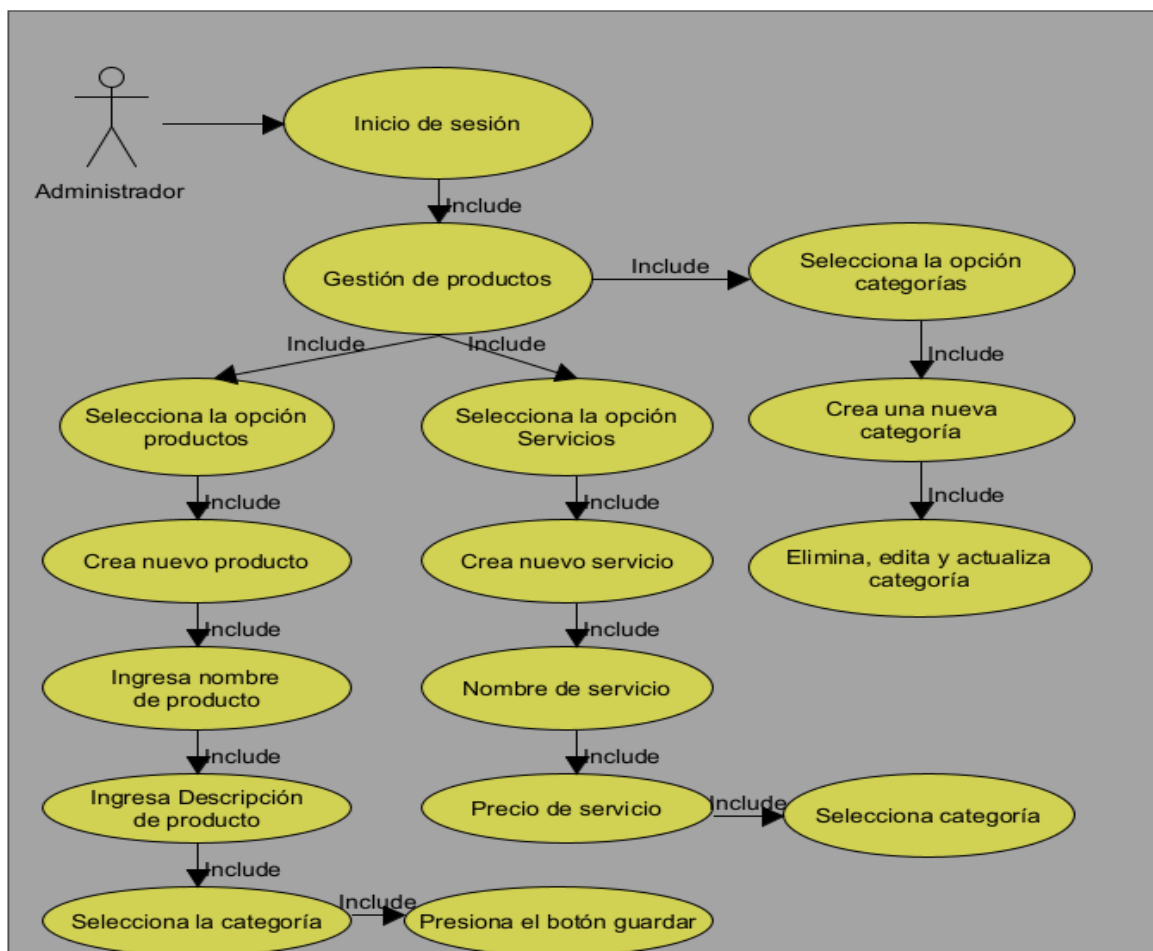 Inicio de sesión
Administrador
Include
Gestión de productos
Include
Selecciona la opción
categorías
Include
Include
Include
Selecciona la opción
productos
Selecciona la opción
Servicios
Crea una nueva
categoría
Include
Include
Include
Crea nuevo producto
Crea nuevo servicio
Elimina, edita y actualiza
categoría
Include
Include
Ingresa nombre
de producto
Nombre de servicio
Include
Include
Ingresa Descripción
de producto
Precio de servicio
Include
Selecciona categoría
Include
Selecciona la categoría
Include
Presiona el botón guardar